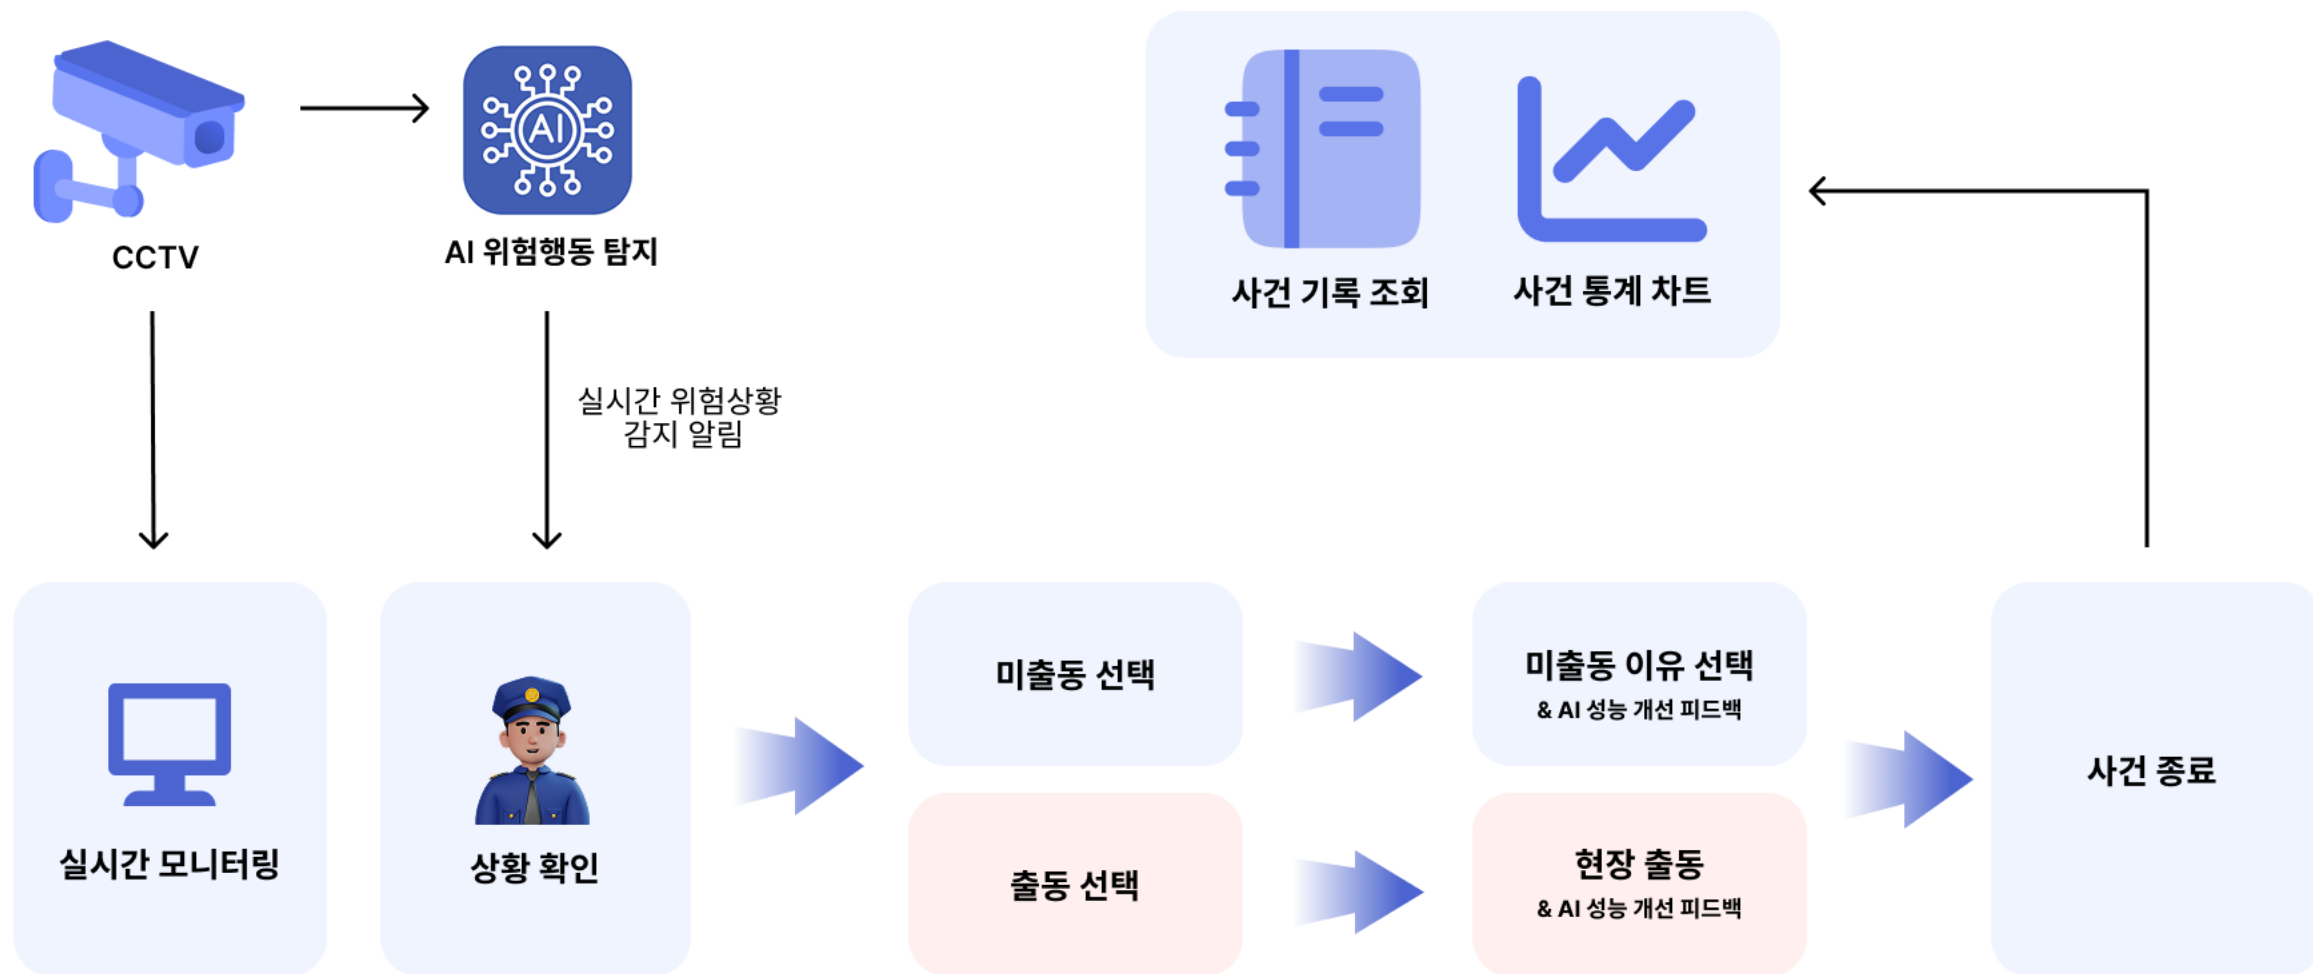 CCTV
AI
AI 위험행동 탐지
사건 기록 조회
사건 통계 차트
실시간 위험상황
감지 알림
실시간 모니터링
상황 확인
미출동 선택
출동 선택
미출동 이유 선택
& AI 성능 개선 피드백
현장 출동
& AI 성능 개선 피드백
사건 종료